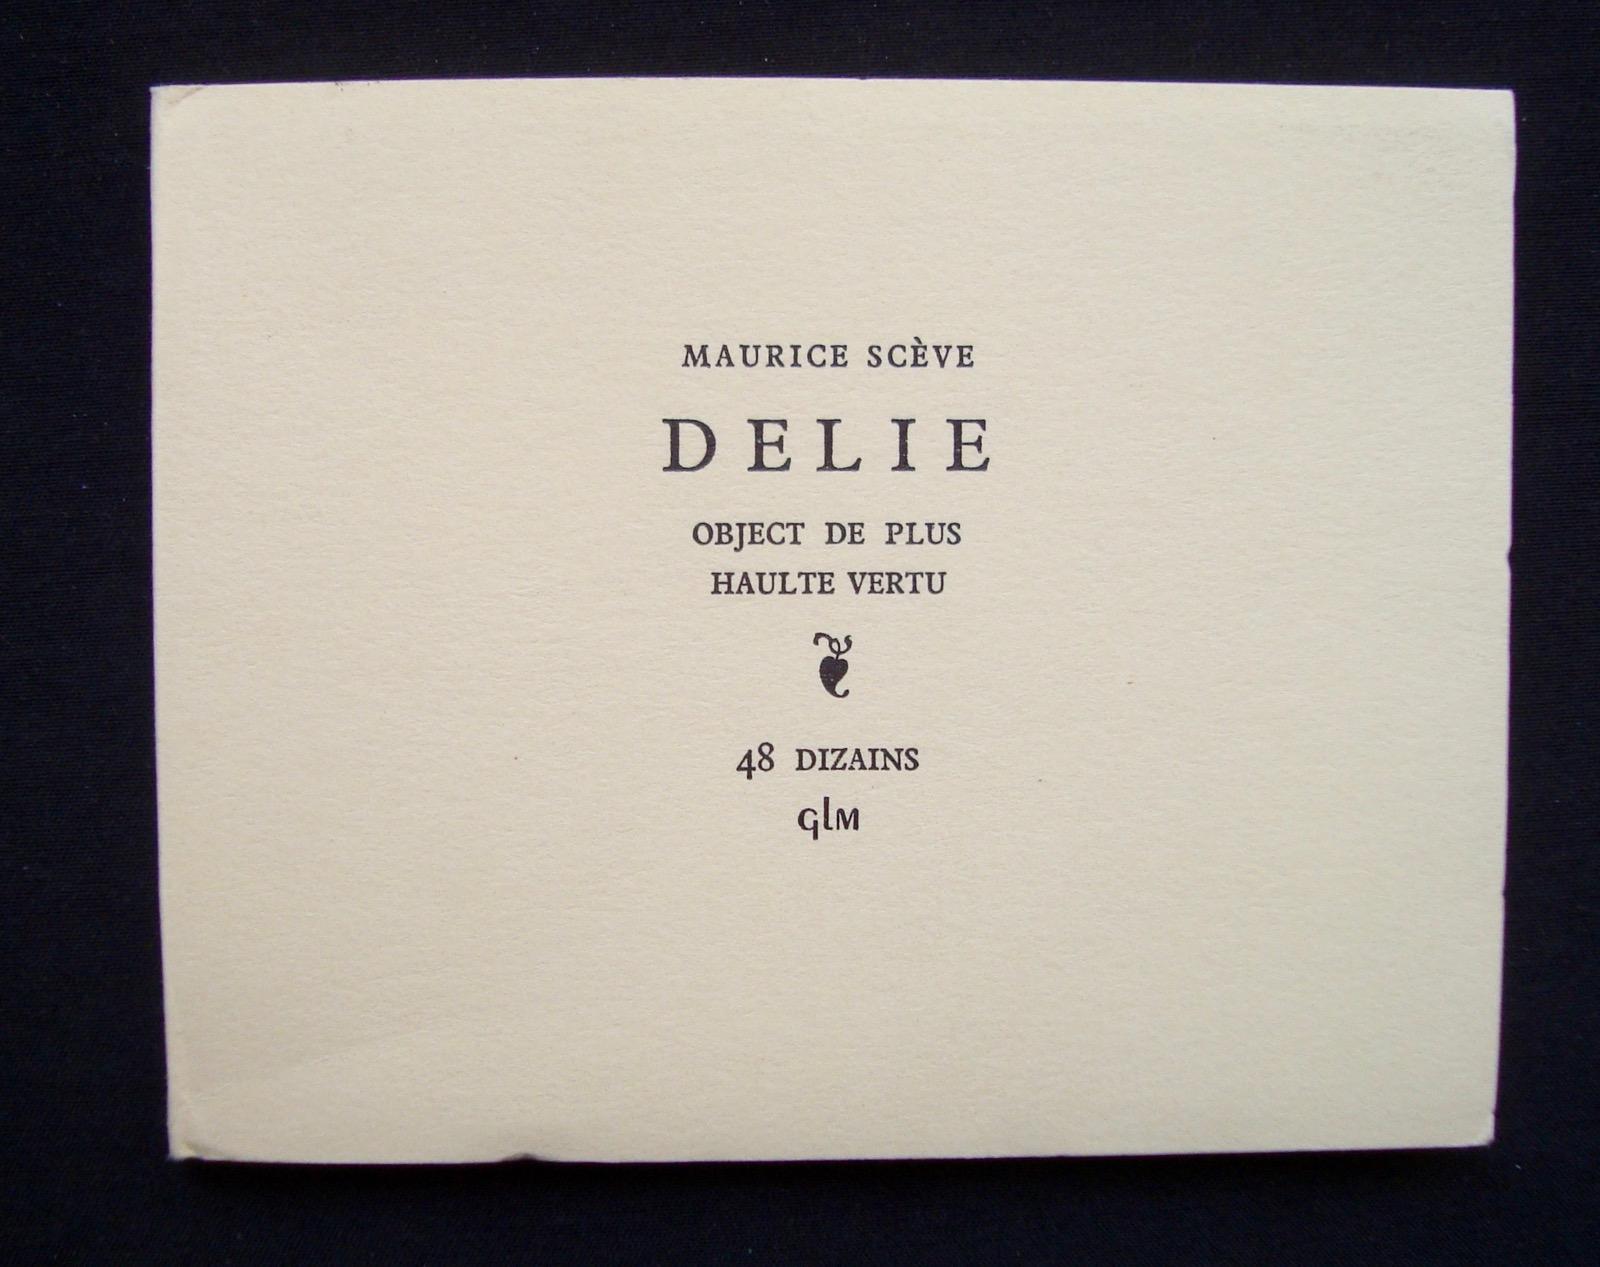 MAURICE SCÈVE
DELIE
OBJECT DE PLUS
HAULTE VERTU
❦
48 DIZAINS
GLM